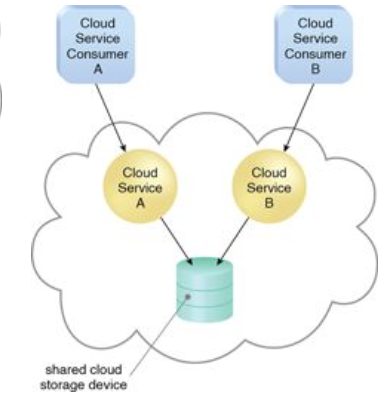 Cloud
Service
Consumer
A
Cloud
Service
Consumer
B
Cloud
Service
A
Cloud
Service
B
shared cloud
storage device